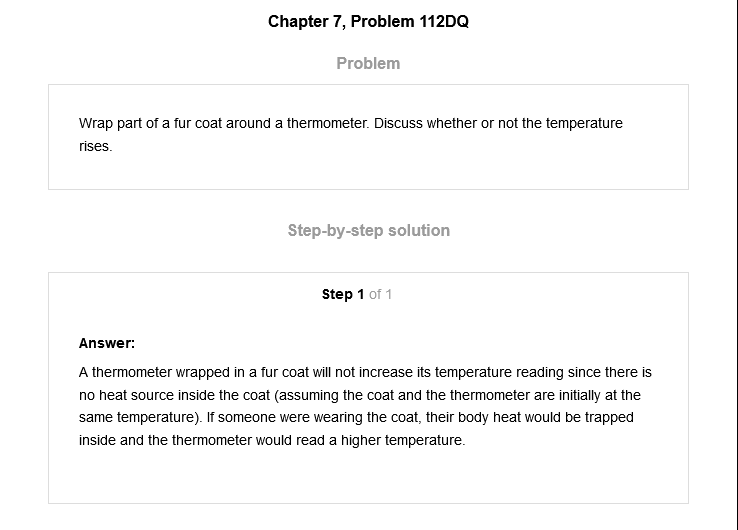 Chapter 7, Problem 112DQ
Problem
Wrap part of a fur coat around a thermometer. Discuss whether or not the temperature
rises.
Step-by-step solution
Step 1 of 1
Answer:
A thermometer wrapped in a fur coat will not increase its temperature reading since there is
no heat source inside the coat (assuming the coat and the thermometer are initially at the
same temperature). If someone were wearing the coat, their body heat would be trapped
inside and the thermometer would read a higher temperature.